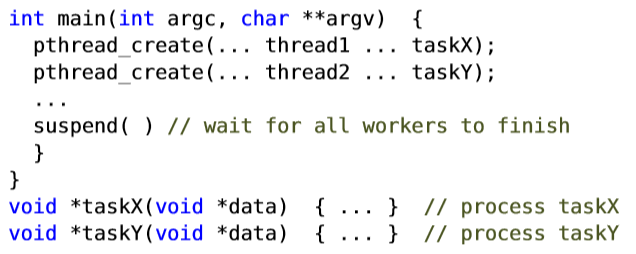 int main(int argc, char **argv)  {
  pthread_create(... thread1 ... taskX);
  pthread_create(... thread2 ... taskY);
  ...
  suspend( ) // wait for all workers to finish
  }
}
void *taskX(void *data)  { ... }  // process taskX
void *taskY(void *data)  { ... }  // process taskY